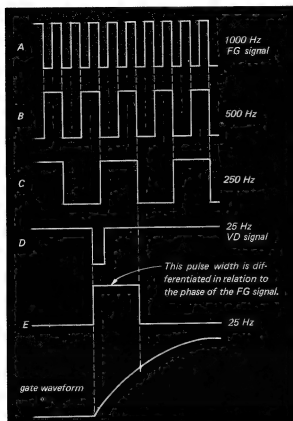 A
1000 Hz
FG signal
B
500 Hz
C
250 Hz
D
25 Hz
VD signal
This pulse width is dif-
ferentiated in relation to
the phase of the FG signal.
E
25 Hz
gate waveform